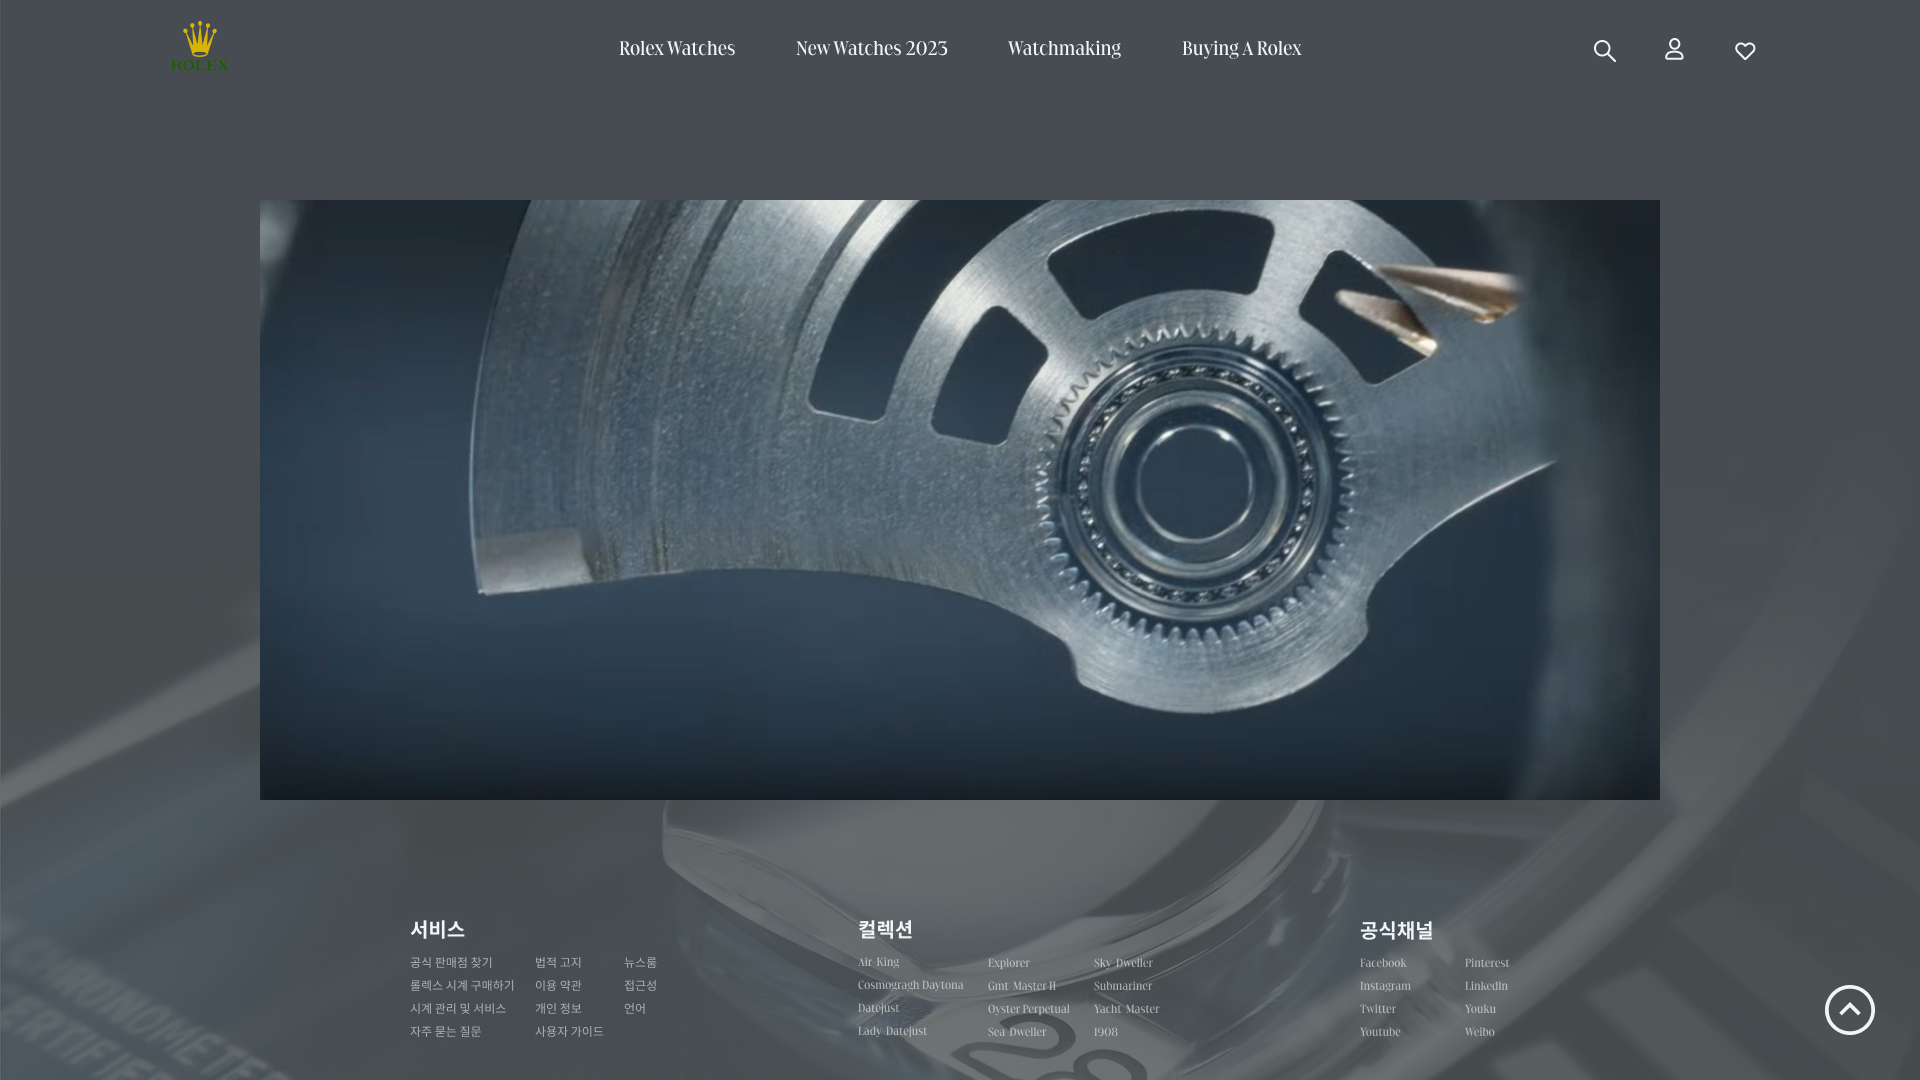 ROLEX
Rolex Watches
New Watches 2023
Watchmaking
Buying A Rolex
서비스
공식 판매점 찾기
롤렉스 시계 구매하기
시계 관리 및 서비스
자주 묻는 질문
법적 고지
이용 약관
개인 정보
사용자 가이드
뉴스룸
접근성
언어
컬렉션
Air-King
Cosmogragh Daytona
Datejust
Lady-Datejust
Explorer
Gmt-Master II
Oyster Perpetual
Sea-Dweller
Sky-Dweller
Submariner
Yacht-Master
1908
공식채널
Facebook
Instagram
Twitter
Youtube
Pinterest
LinkedIn
Youku
Weibo
CHRONOMETER
CERTIFIED
28